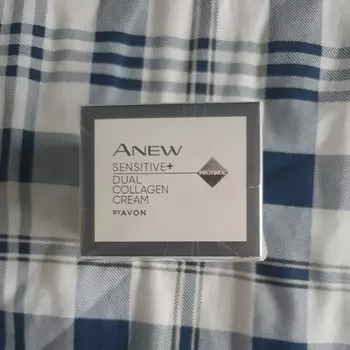 ANEW
SENSITIVE+
DUAL
COLLAGEN
CREAM
BY AVON
PROTINOL